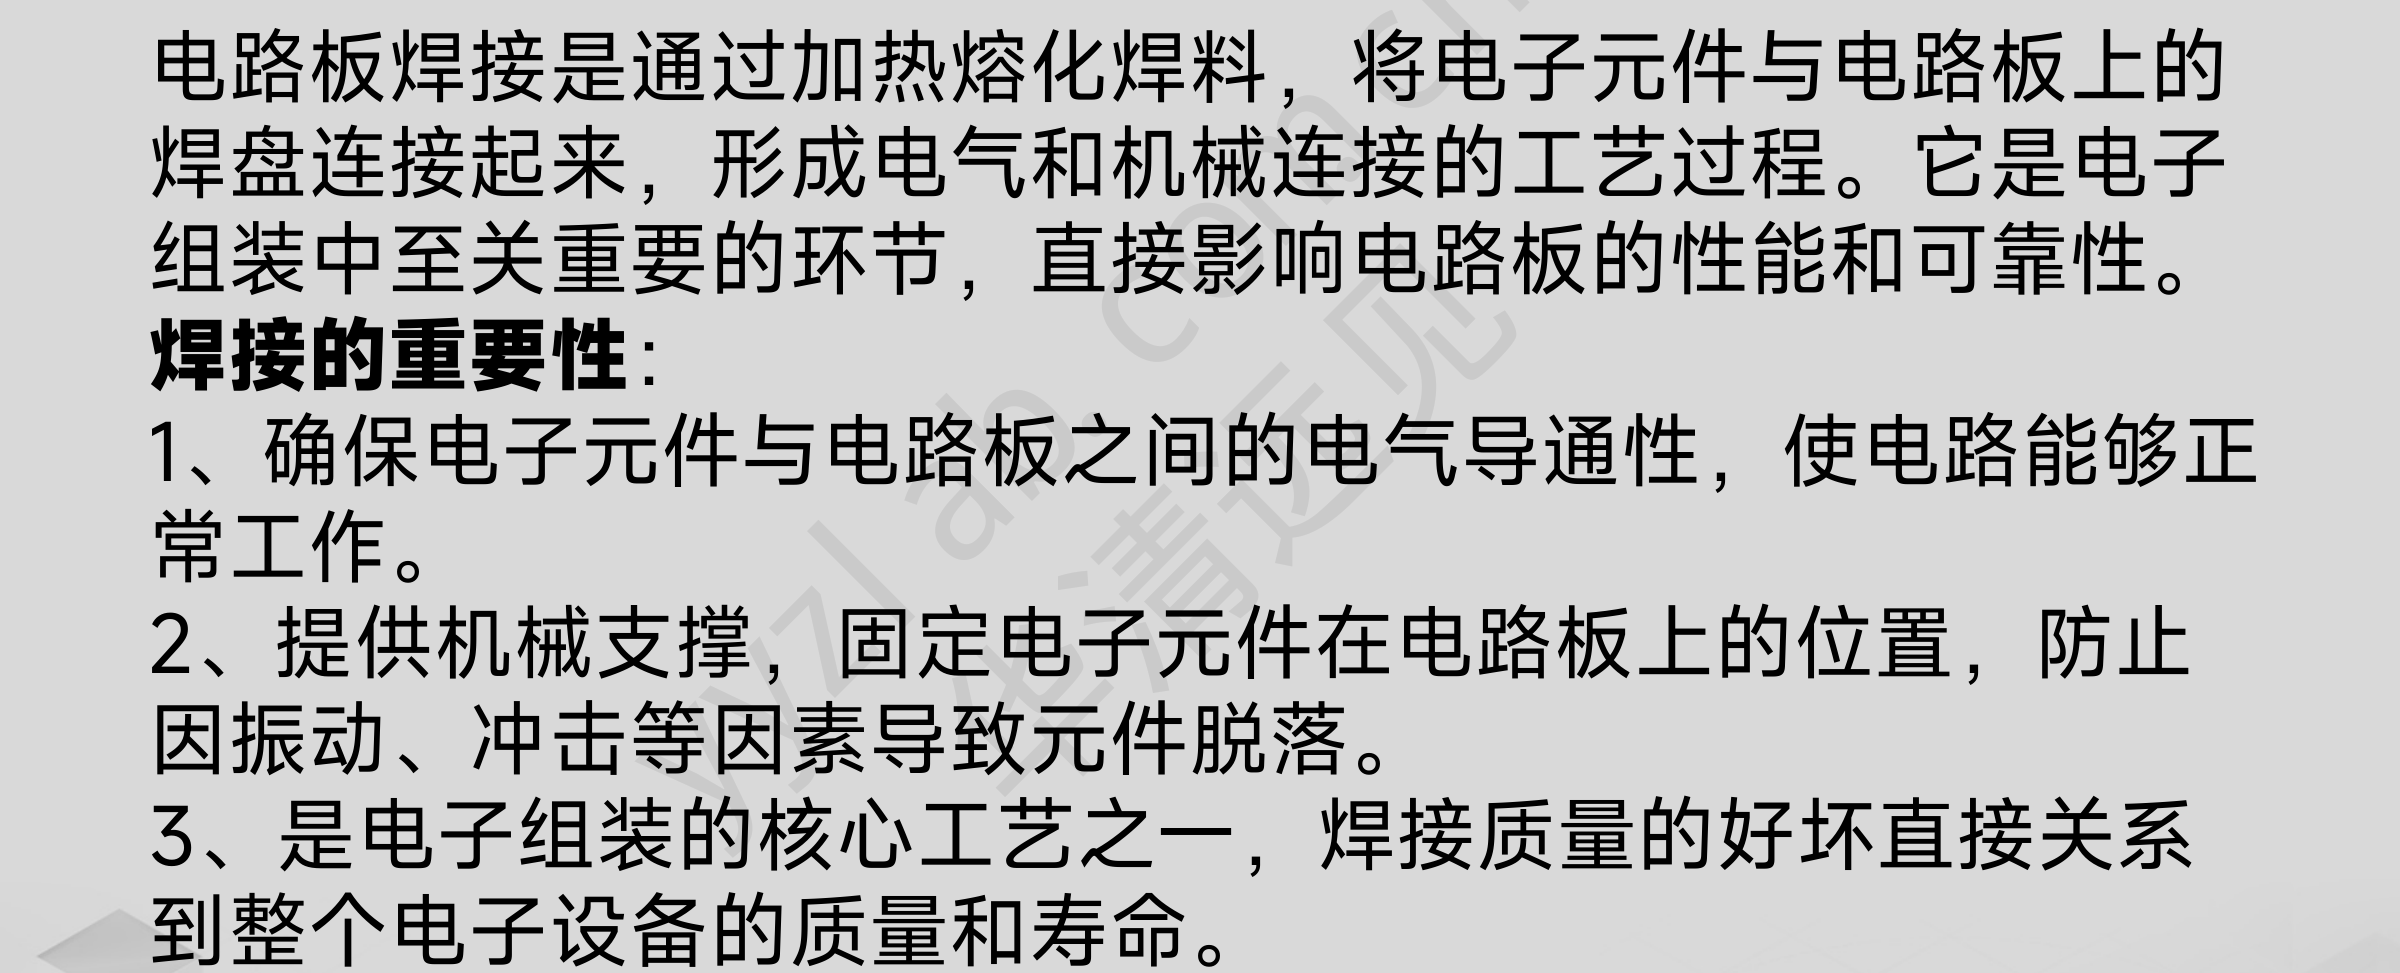 电路板焊接是通过加热熔化焊料，将电子元件与电路板上的
焊盘连接起来，形成电气和机械连接的工艺过程。它是电子
组装中至关重要的环节，直接影响电路板的性能和可靠性。
焊接的重要性：
1、确保电子元件与电路板之间的电气导通性，使电路能够正
常工作。
2、提供机械支撑，固定电子元件在电路板上的位置，防止
因振动、冲击等因素导致元件脱落。
3、是电子组装的核心工艺之一，焊接质量的好坏直接关系
到整个电子设备的质量和寿命。
yyzlab.com.cn
华清远见